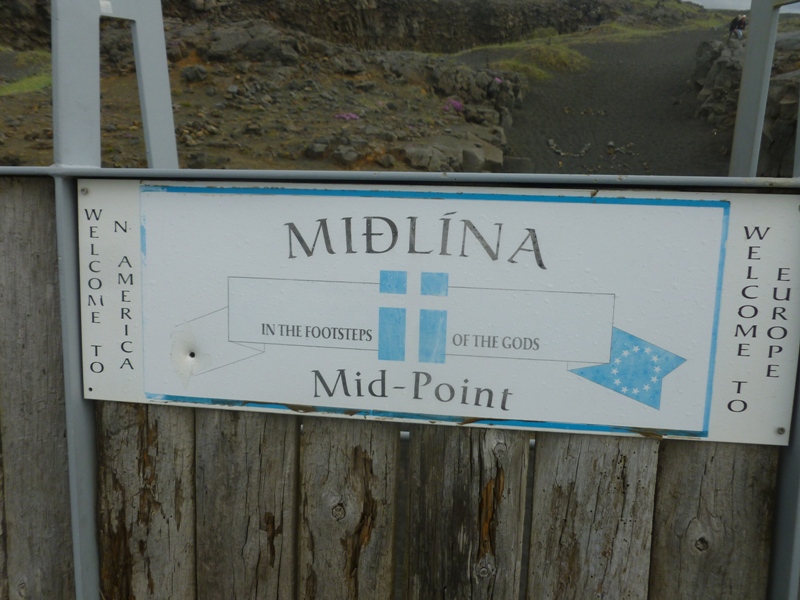 WELCOME TO
N AMERICA
MIÐLÍNA
IN THE FOOTSTEPS OF THE GODS
Mid-Point
WELCOME TO
EUROPE